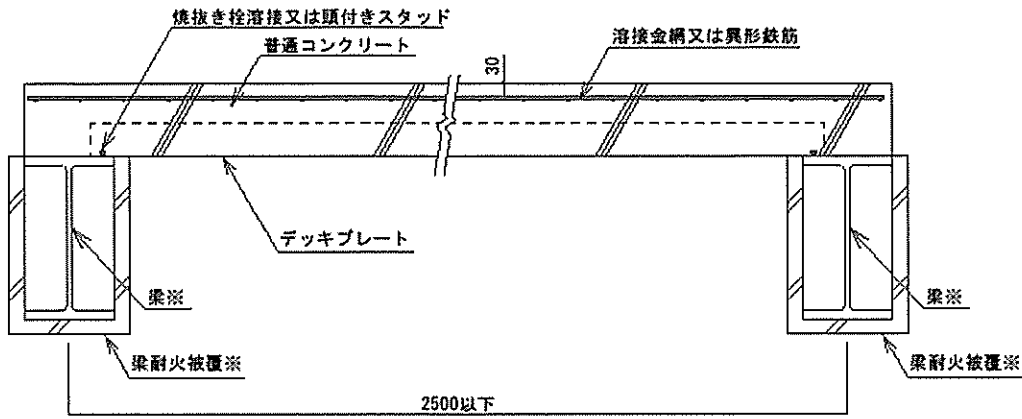 焼抜き栓溶接又は頭付きスタッド
普通コンクリート
溶接金網又は異形鉄筋
30
デッキプレート
梁※
梁※
梁耐火被覆※
梁耐火被覆※
2500以下